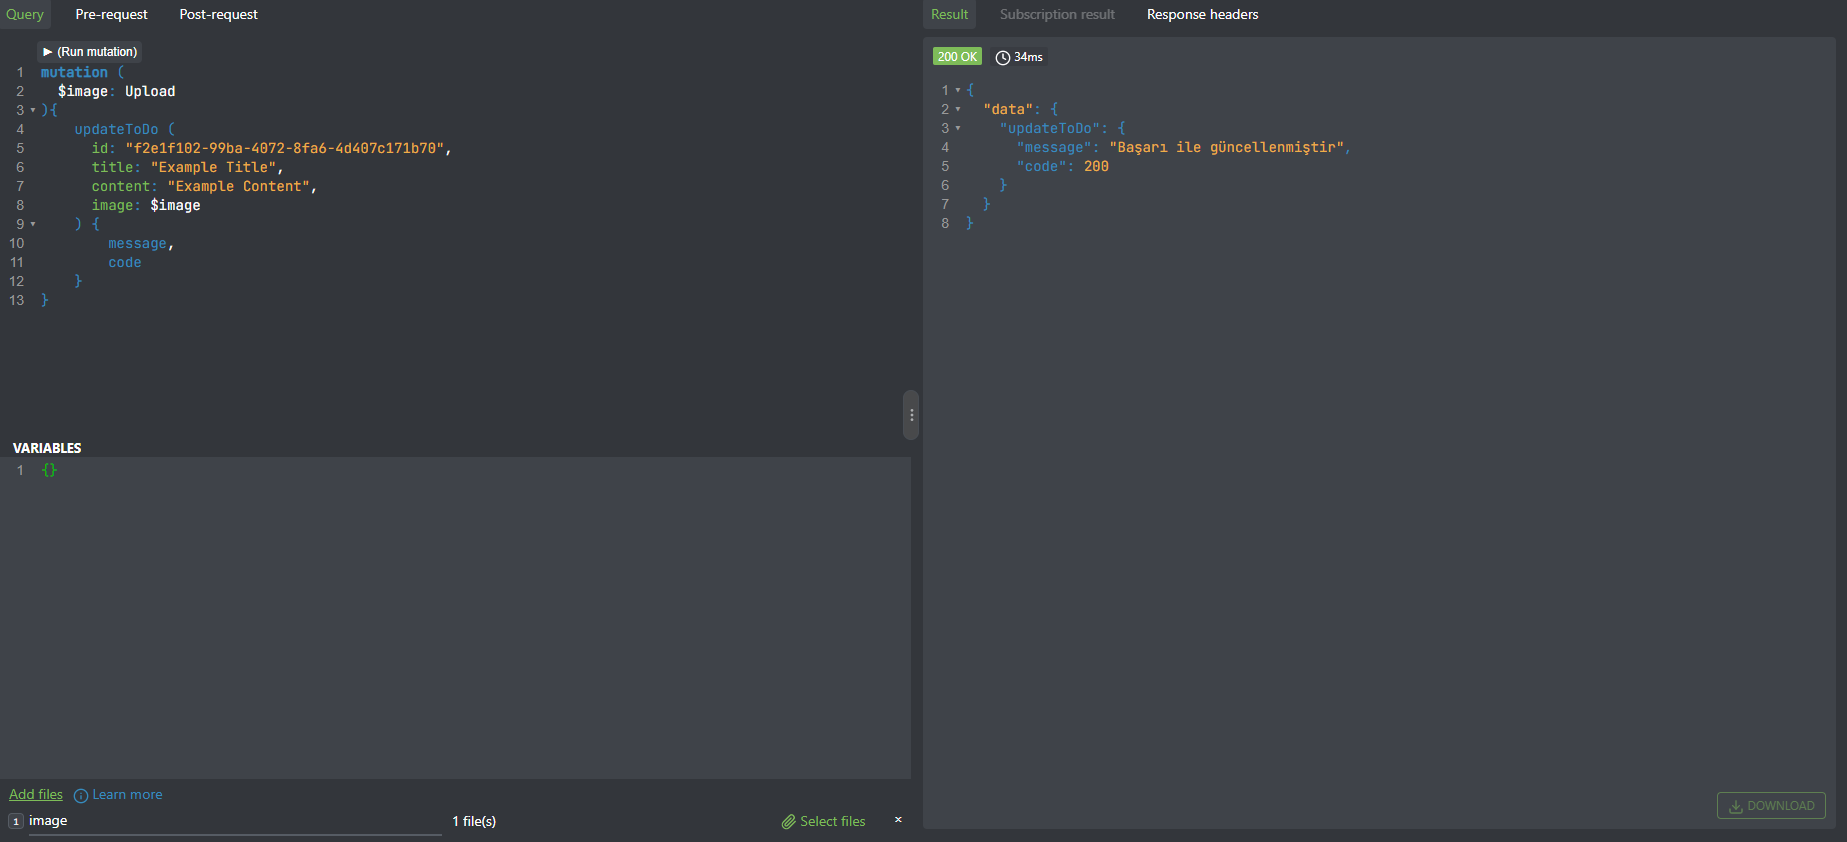 Query Pre-request Post-request
▶ (Run mutation)
1 mutation (
2 $image: Upload
3 ){
4 updateToDo (
5 id: "f2e1f102-99ba-4072-8fa6-4d407c171b70",
6 title: "Example Title",
7 content: "Example Content",
8 image: $image
9 ) {
10 message,
11 code
12 }
13 }
VARIABLES
1 {}
Add files Learn more
1 image 1 file(s) Select files ×
Result Subscription result Response headers
200 OK 34ms
1 {
2 "data": {
3 "updateToDo": {
4 "message": "Başarı ile güncellenmiştir",
5 "code": 200
6 }
7 }
8 }
DOWNLOAD